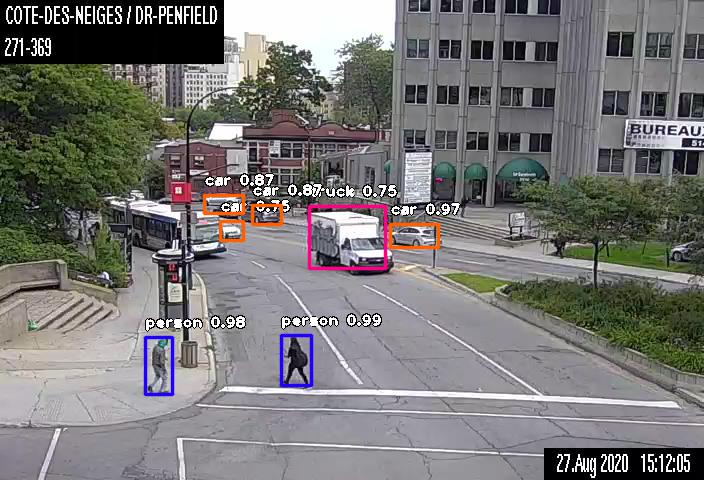 COTE-DES-NEIGES / DR-PENFIELD
271-369
car 0.87
car 0.87
truck 0.75
car 0.75
car 0.97
BUREAUX
514
person 0.98
person 0.99
27.Aug 2020 15:12:05